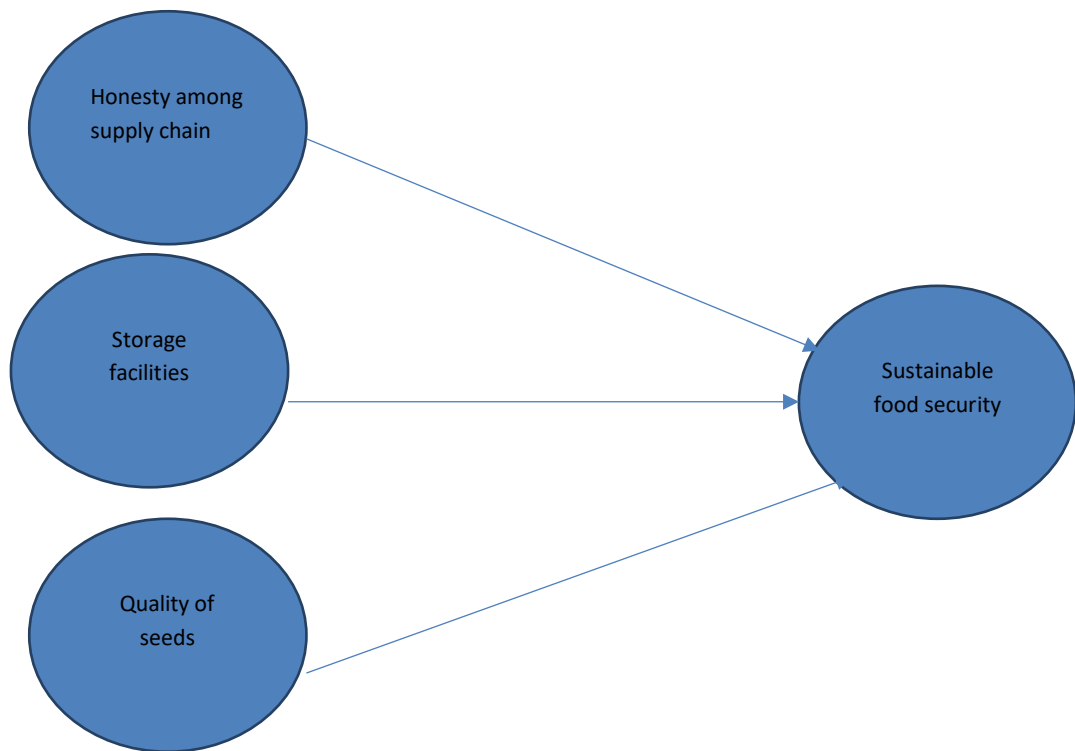 Honesty among
supply chain
Storage
facilities
Sustainable
food security
Quality of
seeds